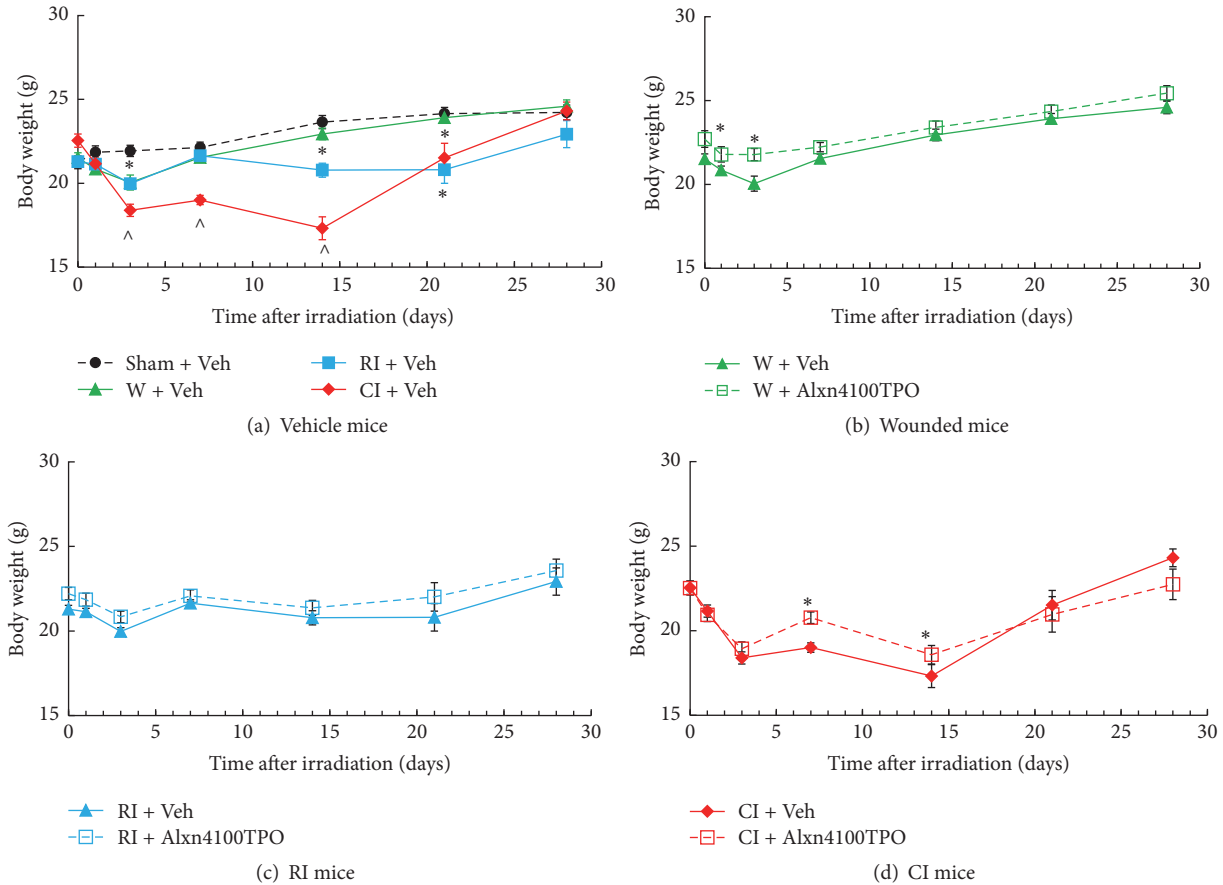 30
25
20
15
Body weight (g)
*
*
*
*
^
^
^
0 5 10 15 20 25 30
Time after irradiation (days)
Sham + Veh
W + Veh
RI + Veh
CI + Veh
(a) Vehicle mice
30
25
20
15
Body weight (g)
*
*
0 5 10 15 20 25 30
Time after irradiation (days)
W + Veh
W + Alxn4100TPO
(b) Wounded mice
30
25
20
15
Body weight (g)
0 5 10 15 20 25 30
Time after irradiation (days)
RI + Veh
RI + Alxn4100TPO
(c) RI mice
30
25
20
15
Body weight (g)
*
*
0 5 10 15 20 25 30
Time after irradiation (days)
CI + Veh
CI + Alxn4100TPO
(d) CI mice